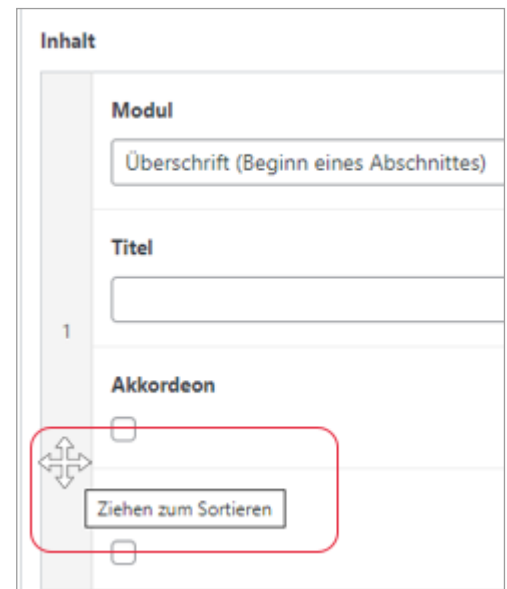 Inhalt
Modul
Überschrift (Beginn eines Abschnittes)
Titel
1
Akkordeon
Ziehen zum Sortieren